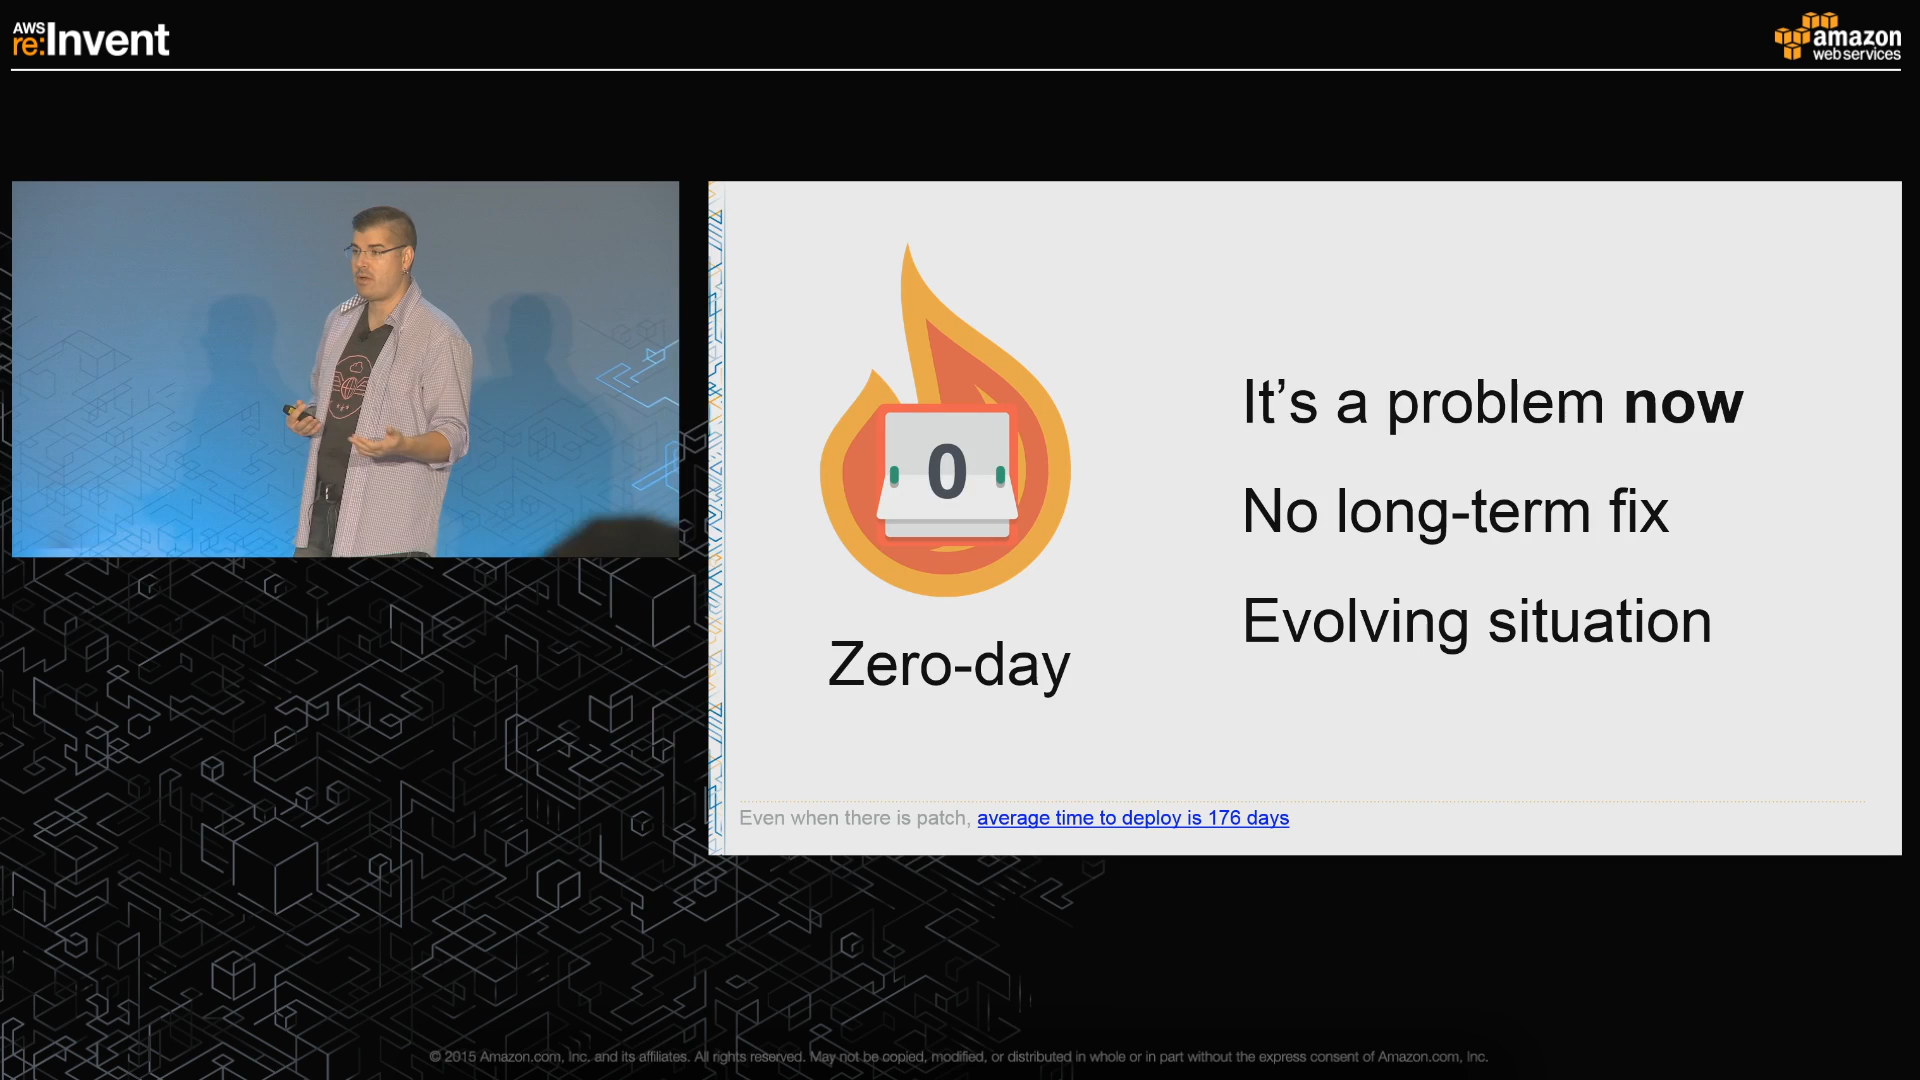 AWS
re:Invent
amazon
web services
0
Zero-day
It’s a problem now
No long-term fix
Evolving situation
Even when there is patch, average time to deploy is 176 days
© 2015 Amazon.com, Inc. and its affiliates. All rights reserved. May not be copied, modified, or distributed in whole or in part without the express consent of Amazon.com, Inc.